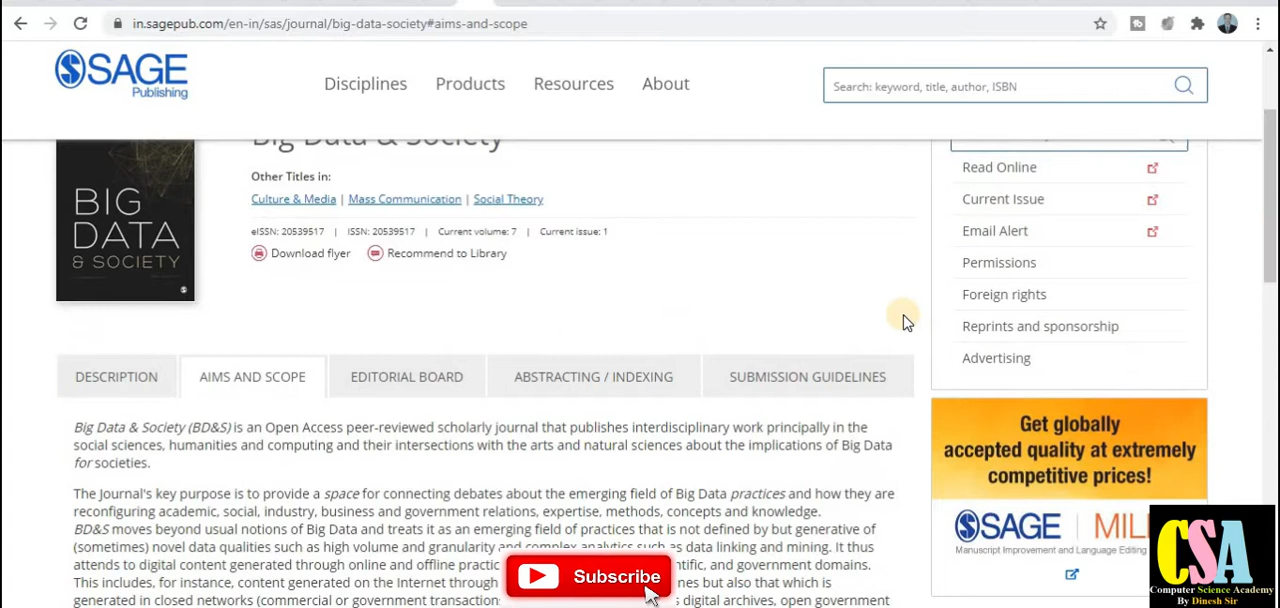 in.sagepub.com/en-in/sas/journal/big-data-society#aims-and-scope
SAGE
Publishing
Disciplines
Products
Resources
About
Search: keyword, title, author, ISBN
Big Data & Society
BIG
DATA
& SOCIETY
Other Titles in:
Culture & Media | Mass Communication | Social Theory
eISSN: 20539517 | ISSN: 20539517 | Current volume: 7 | Current issue: 1
Download flyer
Recommend to Library
Read Online
Current Issue
Email Alert
Permissions
Foreign rights
Reprints and sponsorship
Advertising
DESCRIPTION
AIMS AND SCOPE
EDITORIAL BOARD
ABSTRACTING / INDEXING
SUBMISSION GUIDELINES
Big Data & Society (BD&S) is an Open Access peer-reviewed scholarly journal that publishes interdisciplinary work principally in the
social sciences, humanities and computing and their intersections with the arts and natural sciences about the implications of Big Data
for societies.
The Journal's key purpose is to provide a space for connecting debates about the emerging field of Big Data practices and how they are
reconfiguring academic, social, industry, business and government relations, expertise, methods, concepts and knowledge.
BD&S moves beyond usual notions of Big Data and treats it as an emerging field of practices that is not defined by but generative of
(sometimes) novel data qualities such as high volume and granularity and complex analytics such as data linking and mining. It thus
attends to digital content generated through online and offline practic
entific, and government domains.
This includes, for instance, content generated on the Internet through
nes but also that which is
generated in closed networks (commercial or government transaction
s digital archives, open government
Get globally
accepted quality at extremely
competitive prices!
SAGE | MIL
Manuscript Improvement and Language Editing
Subscribe
CSA
Computer Science Academy
By Dinesh Sir